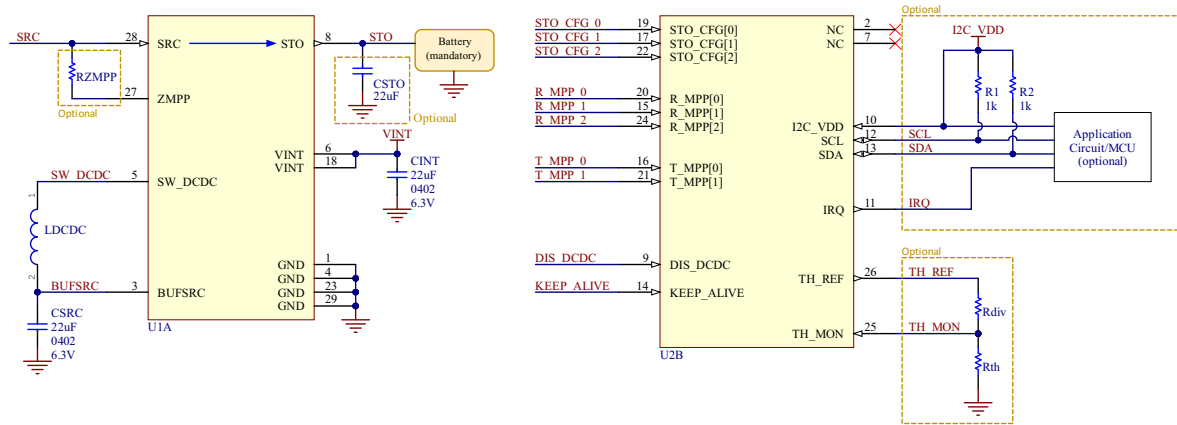 SRC
28
SRC
STO
8
STO
Battery
(mandatory)
RZMPP
27
ZMPP
Optional
CSTO
22uF
Optional
VINT
VINT
6
VINT
18
CINT
22uF
0402
6.3V
SW_DCDC
5
SW_DCDC
1
LDCDC
2
BUFSRC
3
BUFSRC
CSRC
22uF
0402
6.3V
GND
1
GND
4
GND
23
GND
29
U1A
STO_CFG_0
19
STO_CFG[0]
STO_CFG_1
17
STO_CFG[1]
STO_CFG_2
22
STO_CFG[2]
R_MPP_0
20
R_MPP[0]
R_MPP_1
15
R_MPP[1]
R_MPP_2
24
R_MPP[2]
T_MPP_0
16
T_MPP[0]
T_MPP_1
21
T_MPP[1]
DIS_DCDC
9
DIS_DCDC
KEEP_ALIVE
14
KEEP_ALIVE
NC
2
NC
7
I2C_VDD
10
SCL
12
SCL
SDA
13
SDA
IRQ
11
IRQ
TH_REF
26
TH_REF
TH_MON
25
TH_MON
U2B
Optional
I2C_VDD
R1
1k
R2
1k
Application
Circuit/MCU
(optional)
Optional
Rdiv
Rth